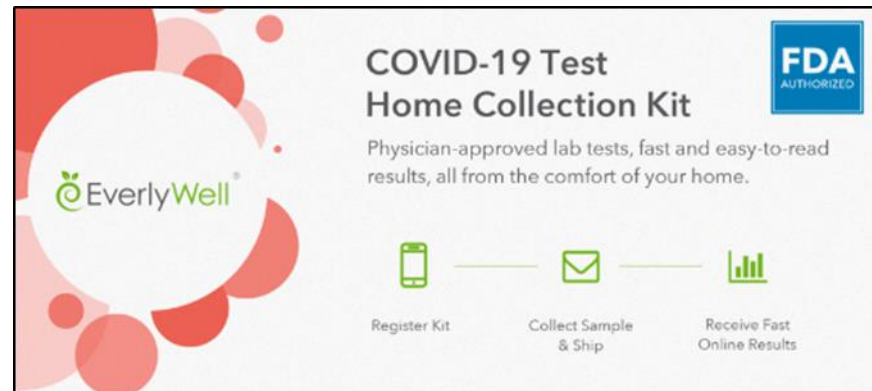 COVID-19 Test
Home Collection Kit
FDA
AUTHORIZED
Physician-approved lab tests, fast and easy-to-read
results, all from the comfort of your home.
EverlyWell®
Register Kit
Collect Sample
& Ship
Receive Fast
Online Results